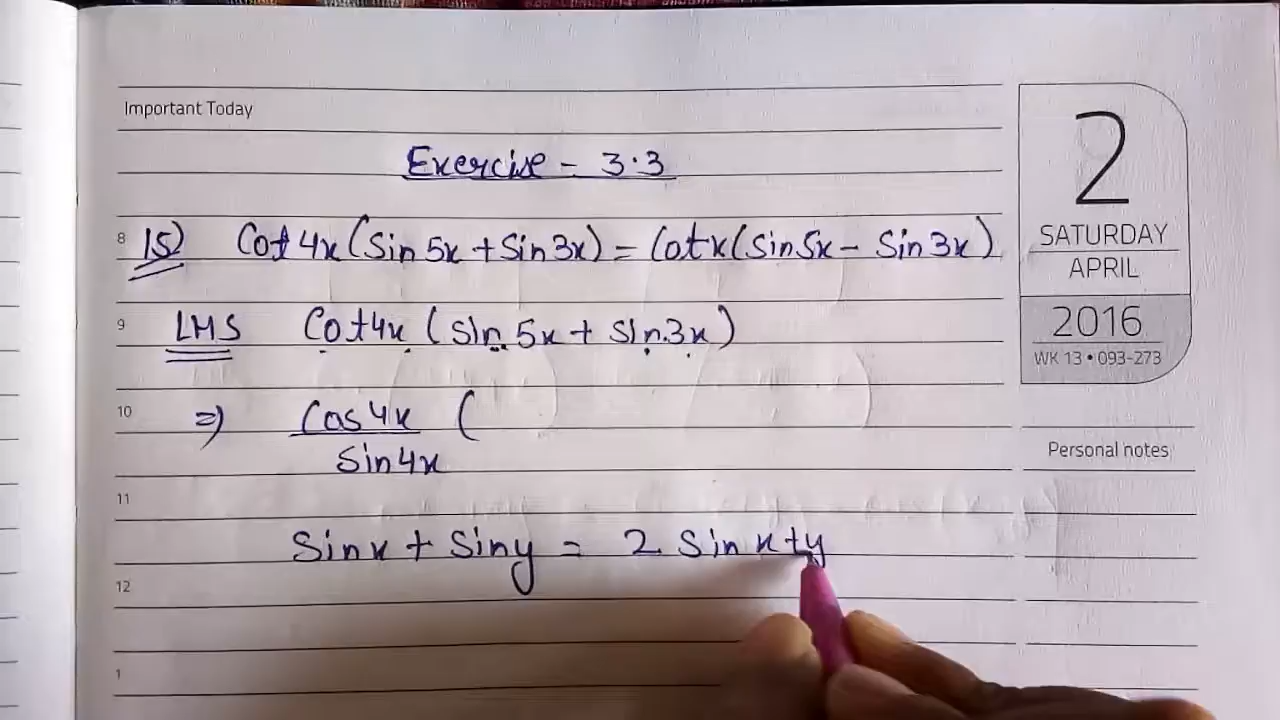 Important Today
Exercise - 3.3
8 15) Cot 4x (Sin 5x + Sin 3x) = Cot x (Sin 5x - Sin 3x)
9 LHS Cot 4x (Sin 5x + Sin 3x)
10 ⇒ Cos 4x (
Sin 4x
11
Sin x + Sin y = 2 Sin x + y
12
1
2
SATURDAY
APRIL
2016
WK 13 • 093-273
Personal notes